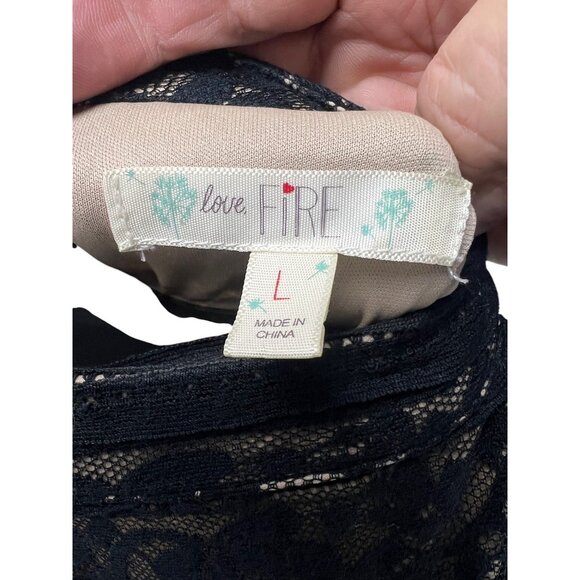 love, FiRE
L
MADE IN
CHINA